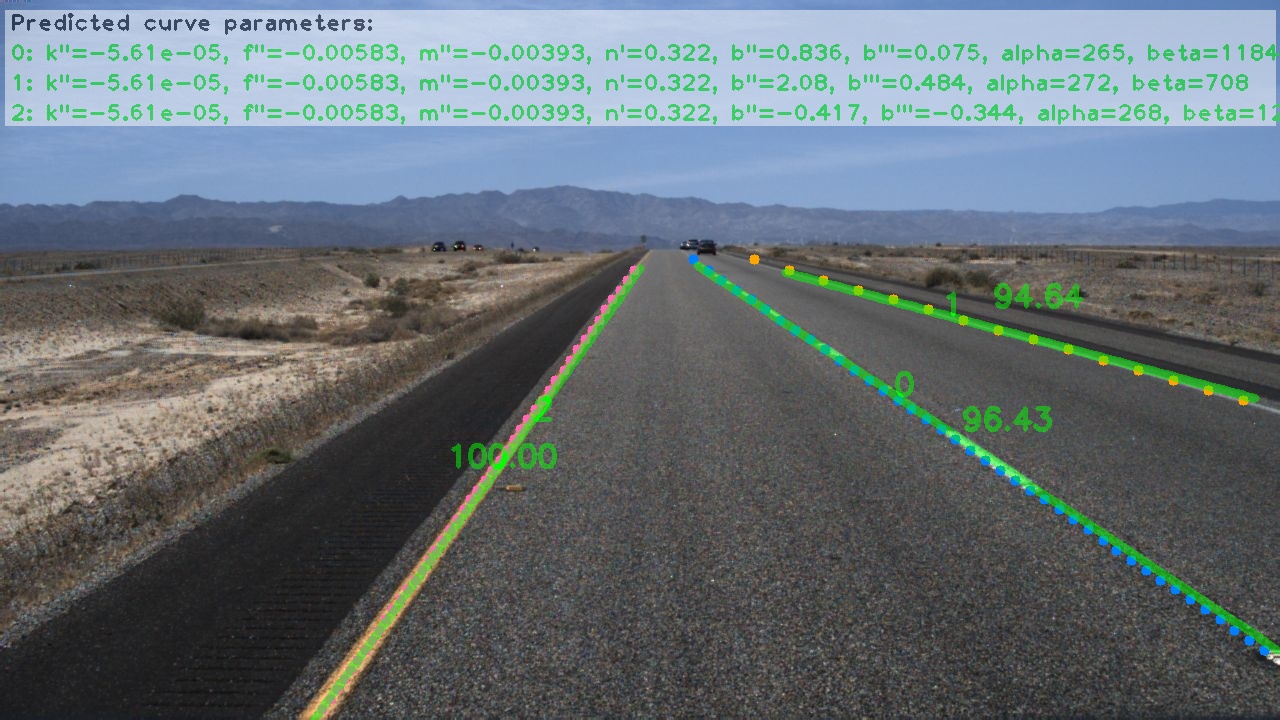 Predicted curve parameters:
0: k''=-5.61e-05, f''=-0.00583, m''=-0.00393, n'=0.322, b''=0.836, b'''=0.075, alpha=265, beta=1184
1: k''=-5.61e-05, f''=-0.00583, m''=-0.00393, n'=0.322, b''=2.08, b'''=0.484, alpha=272, beta=708
2: k''=-5.61e-05, f''=-0.00583, m''=-0.00393, n'=0.322, b''=-0.417, b'''=-0.344, alpha=268, beta=12
1 94.64
0
96.43
2
100.00